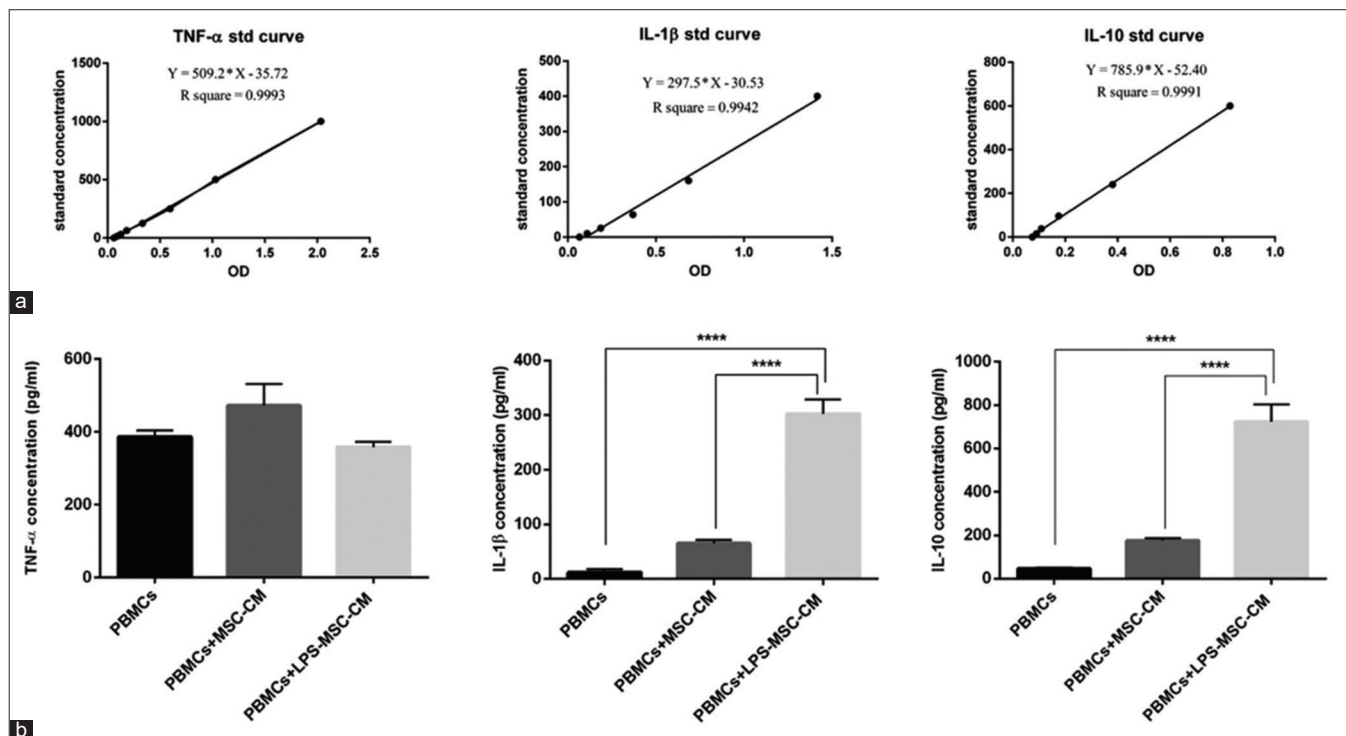 a
TNF-α std curve
Y = 509.2*X - 35.72
R square = 0.9993
standard concentration
1500
1000
500
0
0.0 0.5 1.0 1.5 2.0 2.5
OD
IL-1β std curve
Y = 297.5*X - 30.53
R square = 0.9942
standard concentration
500
400
300
200
100
0
0.0 0.5 1.0 1.5
OD
IL-10 std curve
Y = 785.9*X - 52.40
R square = 0.9991
standard concentration
800
600
400
200
0
0.0 0.2 0.4 0.6 0.8 1.0
OD
b
TNF-α concentration (pg/ml)
600
400
200
0
PBMCs
PBMCs+MSC-CM
PBMCs+LPS-MSC-CM
IL-1β concentration (pg/ml)
400
300
200
100
0
****
****
PBMCs
PBMCs+MSC-CM
PBMCs+LPS-MSC-CM
IL-10 concentration (pg/ml)
1000
800
600
400
200
0
****
****
PBMCs
PBMCs+MSC-CM
PBMCs+LPS-MSC-CM